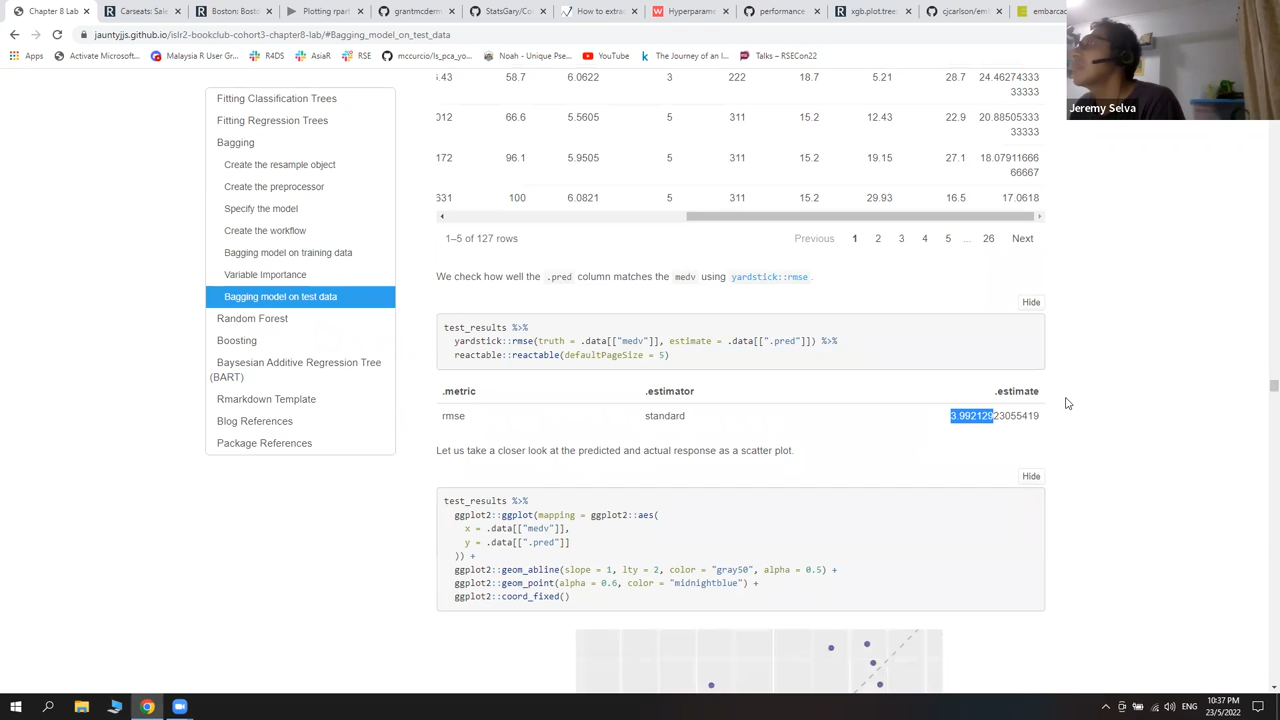 Chapter 8 Lab
Carseats: Sale
Boston: Bosto
Plotting rpart
grantmcderm
StatsGary/Co
How to extrac
Hyperparame
performance
xgb.plot.tree:
cjcarlson/em
embarcad
jauntyjjs.github.io/islr2-bookclub-cohort3-chapter8-lab/#Bagging_model_on_test_data
Apps
Activate Microsoft...
Malaysia R User Gr...
R4DS
AsiaR
RSE
mccurcio/ls_pca_yo...
Noah - Unique Pse...
YouTube
The Journey of an I...
Talks – RSECon22
Jeremy Selva
Fitting Classification Trees
Fitting Regression Trees
Bagging
Create the resample object
Create the preprocessor
Specify the model
Create the workflow
Bagging model on training data
Variable Importance
Bagging model on test data
Random Forest
Boosting
Baysesian Additive Regression Tree
(BART)
Rmarkdown Template
Blog References
Package References
.43 58.7 6.0622 3 222 18.7 5.21 28.7 24.46274333
33333
012 66.6 5.5605 5 311 15.2 12.43 22.9 20.88505333
33333
172 96.1 5.9505 5 311 15.2 19.15 27.1 18.07911666
66667
631 100 6.0821 5 311 15.2 29.93 16.5 17.0618
1–5 of 127 rows
Previous 1 2 3 4 5 ... 26 Next
We check how well the .pred column matches the medv using yardstick::rmse.
Hide
test_results %>%
yardstick::rmse(truth = .data[["medv"]], estimate = .data[[".pred"]]) %>%
reactable::reactable(defaultPageSize = 5)
.metric .estimator .estimate
rmse standard 3.99212923055419
Let us take a closer look at the predicted and actual response as a scatter plot.
Hide
test_results %>%
ggplot2::ggplot(mapping = ggplot2::aes(
x = .data[["medv"]],
y = .data[[".pred"]]
)) +
ggplot2::geom_abline(slope = 1, lty = 2, color = "gray50", alpha = 0.5) +
ggplot2::geom_point(alpha = 0.6, color = "midnightblue") +
ggplot2::coord_fixed()
ENG
10:37 PM
23/5/2022